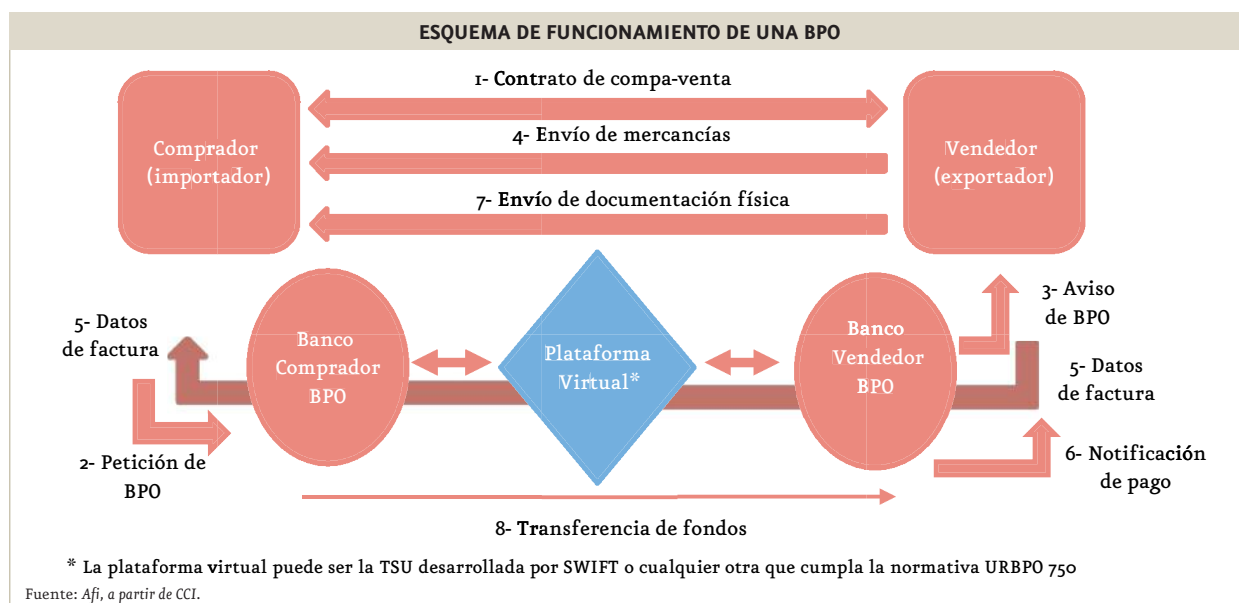 ESQUEMA DE FUNCIONAMIENTO DE UNA BPO
1- Contrato de compa-venta
4- Envío de mercancías
7- Envío de documentación física
Comprador
(importador)
Vendedor
(exportador)
3- Aviso
de BPO
5- Datos
de factura
Banco
Comprador
BPO
Plataforma
Virtual*
Banco
Vendedor
BPO
5- Datos
de factura
2- Petición de
BPO
6- Notificación
de pago
8- Transferencia de fondos
* La plataforma virtual puede ser la TSU desarrollada por SWIFT o cualquier otra que cumpla la normativa URBPO 750
Fuente: Afi, a partir de CCI.